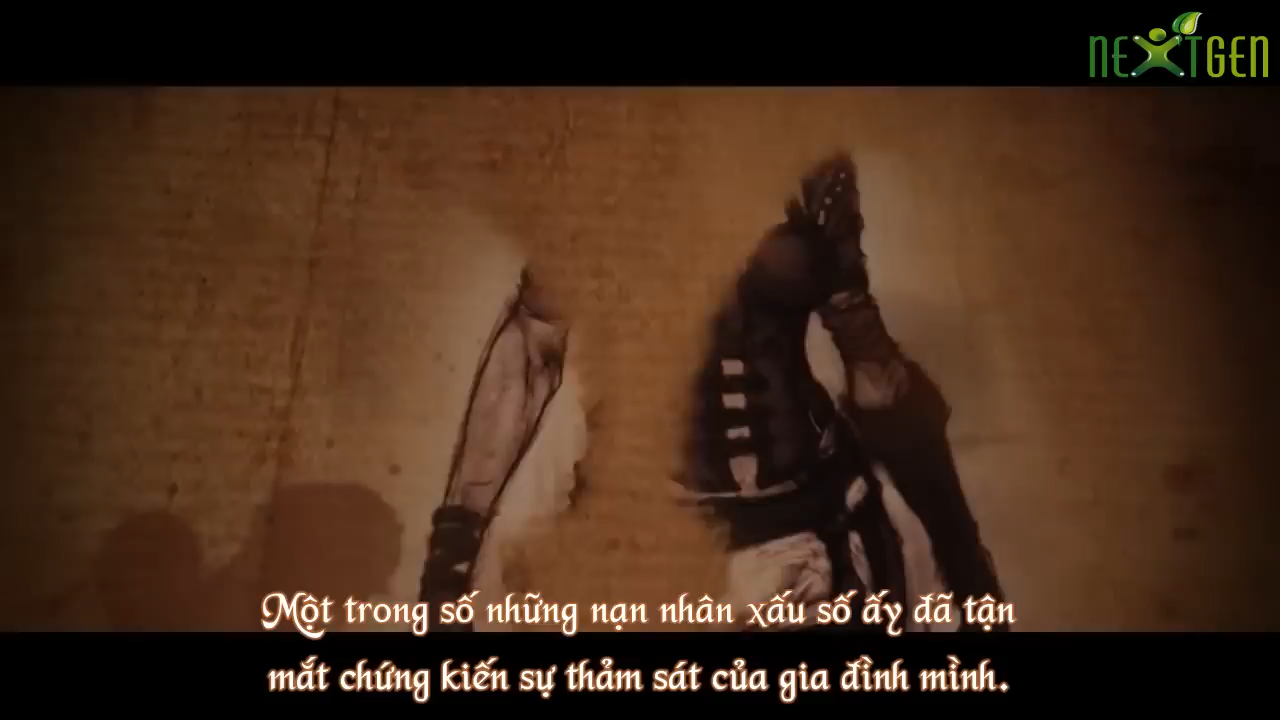 NEXTGEN
Một trong số những nạn nhân xấu số ấy đã tận
mắt chứng kiến sự thảm sát của gia đình mình.